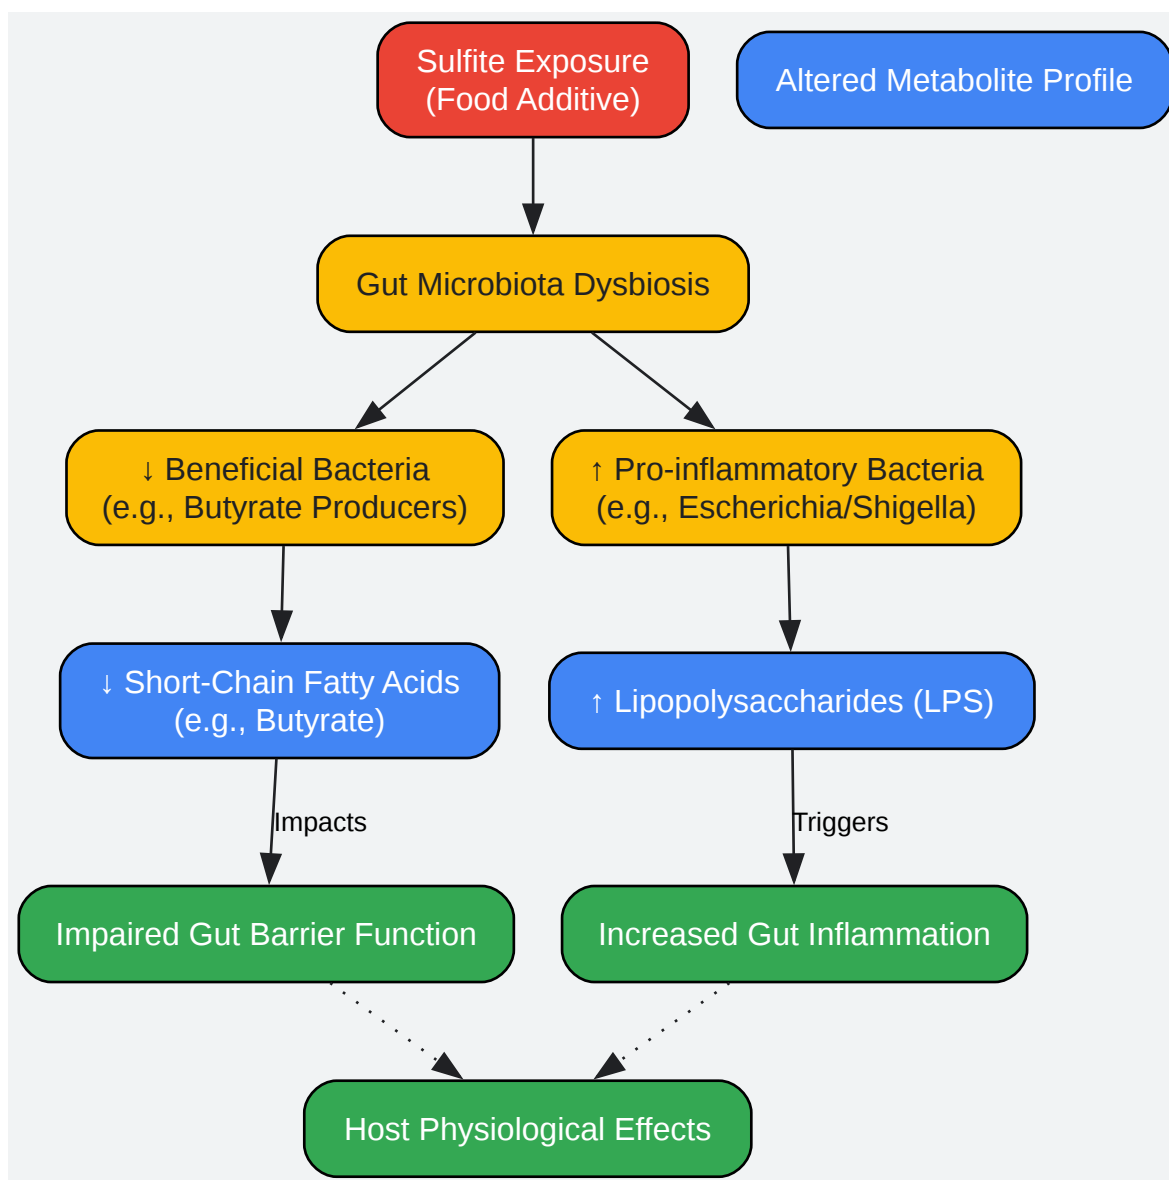 Sulfite Exposure
(Food Additive)
Altered Metabolite Profile
Gut Microbiota Dysbiosis
↓ Beneficial Bacteria
(e.g., Butyrate Producers)
↑ Pro-inflammatory Bacteria
(e.g., Escherichia/Shigella)
↓ Short-Chain Fatty Acids
(e.g., Butyrate)
↑ Lipopolysaccharides (LPS)
Impacts
Triggers
Impaired Gut Barrier Function
Increased Gut Inflammation
Host Physiological Effects